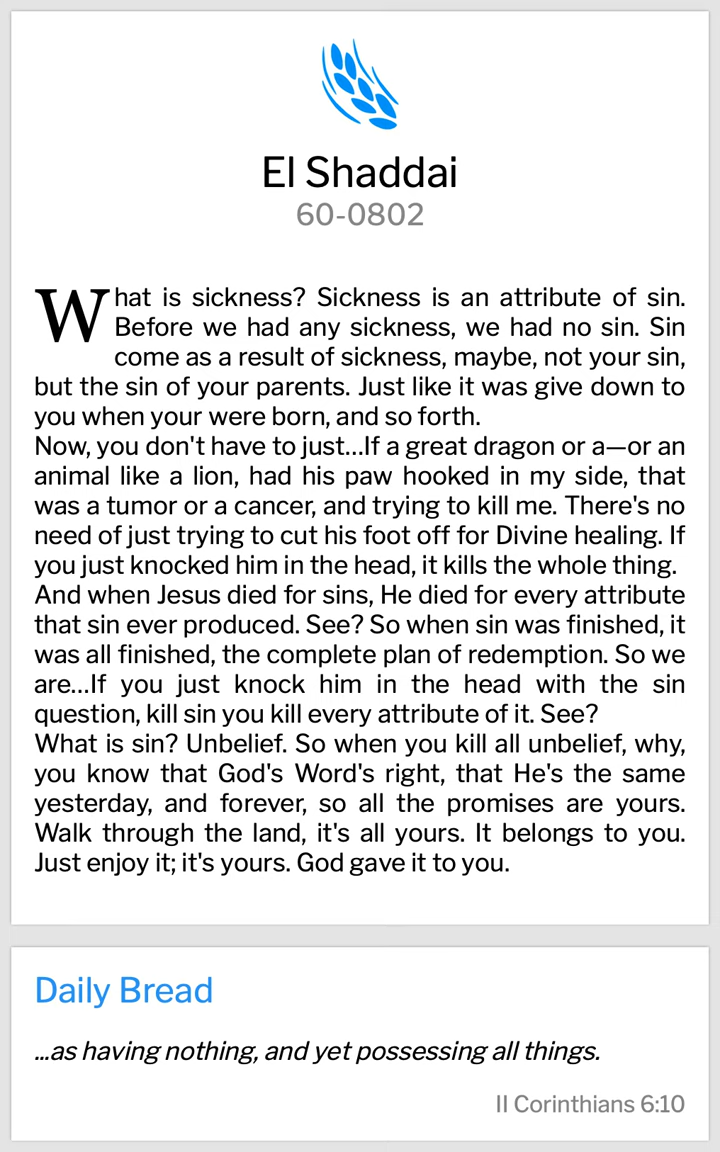 El Shaddai
60-0802
What is sickness? Sickness is an attribute of sin.
Before we had any sickness, we had no sin. Sin
come as a result of sickness, maybe, not your sin,
but the sin of your parents. Just like it was give down to
you when your were born, and so forth.
Now, you don't have to just...If a great dragon or a—or an
animal like a lion, had his paw hooked in my side, that
was a tumor or a cancer, and trying to kill me. There's no
need of just trying to cut his foot off for Divine healing. If
you just knocked him in the head, it kills the whole thing.
And when Jesus died for sins, He died for every attribute
that sin ever produced. See? So when sin was finished, it
was all finished, the complete plan of redemption. So we
are...If you just knock him in the head with the sin
question, kill sin you kill every attribute of it. See?
What is sin? Unbelief. So when you kill all unbelief, why,
you know that God's Word's right, that He's the same
yesterday, and forever, so all the promises are yours.
Walk through the land, it's all yours. It belongs to you.
Just enjoy it; it's yours. God gave it to you.
Daily Bread
...as having nothing, and yet possessing all things.
II Corinthians 6:10